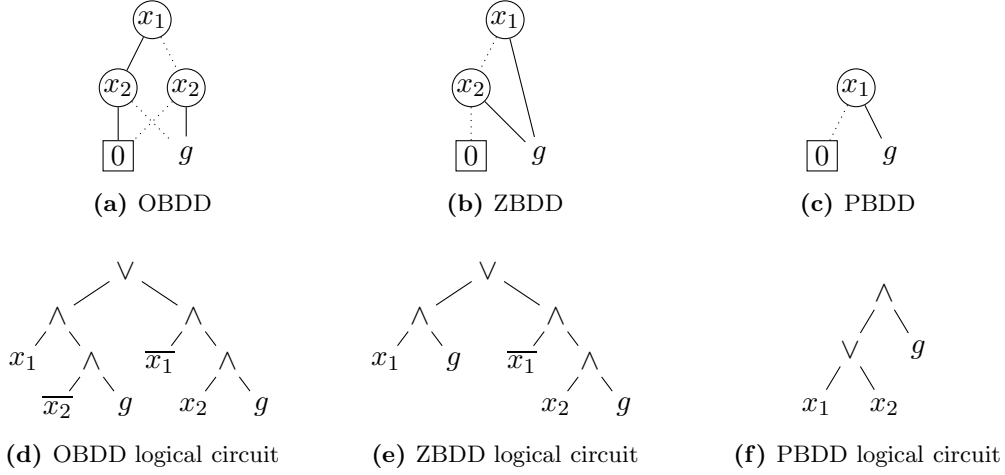 x₁ x₁
x₂ x₂ x₂ x₁
0 g 0 g 0 g
(a) OBDD (b) ZBDD (c) PBDD
∨ ∨
∧ ∧ ∧ ∧ ∧
x₁ ∧ x̅₁̅ ∧ x₁ g x̅₁̅ ∧ ∨ g
x̅₂̅ g x₂ g x₂ g x₁ x₂
(d) OBDD logical circuit (e) ZBDD logical circuit (f) PBDD logical circuit